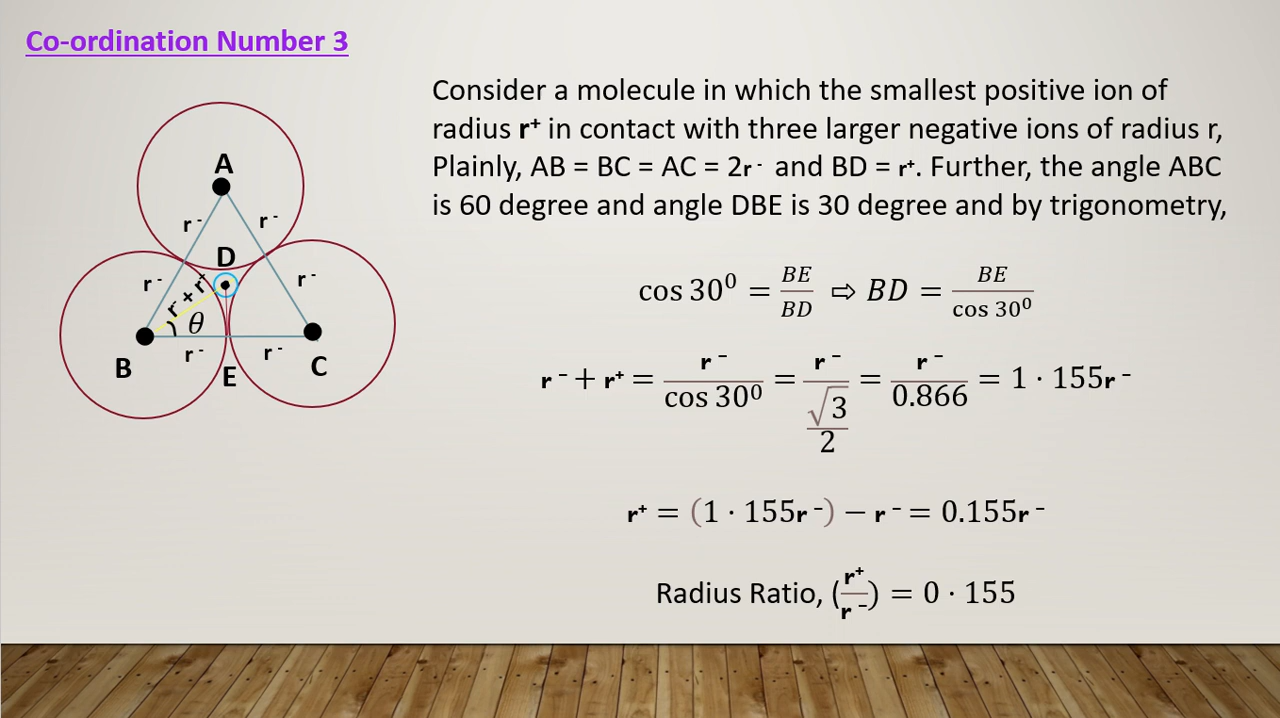 Co-ordination Number 3
Consider a molecule in which the smallest positive ion of
radius r⁺ in contact with three larger negative ions of radius r,
Plainly, AB = BC = AC = 2r ⁻ and BD = r⁺. Further, the angle ABC
is 60 degree and angle DBE is 30 degree and by trigonometry,
A
r ⁻ r ⁻
D
r ⁻ r⁻ + r⁺ r ⁻
θ
B r ⁻ E r ⁻ C
cos 30⁰ = BE/BD ⇨ BD = BE/cos 30⁰
r ⁻ + r⁺ = r ⁻/cos 30⁰ = r ⁻/(√3/2) = r ⁻/0.866 = 1 · 155r ⁻
r⁺ = (1 · 155r ⁻) − r ⁻ = 0.155r ⁻
Radius Ratio, (r⁺/r ⁻) = 0 · 155